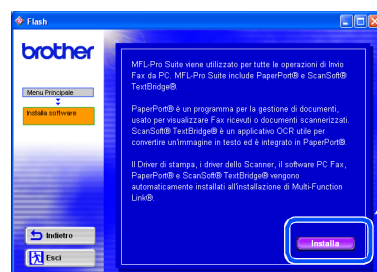 Flash
brother
Menu Principale
Installa software
MFL-Pro Suite viene utilizzato per tutte le operazioni di Invio
Fax da PC. MFL-Pro Suite include PaperPort® e ScanSoft®
TextBridge®.
PaperPort® è un programma per la gestione di documenti,
usato per visualizzare Fax ricevuti o documenti scannerizzati.
ScanSoft® TextBridge® è un applicativo OCR utile per
convertire un'immagine in testo ed è integrato in PaperPort®.
Il Driver di stampa, i driver dello Scanner, il software PC Fax,
PaperPort® e ScanSoft® TextBridge® vengono
automaticamente installati all'installazione di Multi-Function
Link®.
Indietro
Esci
Installa